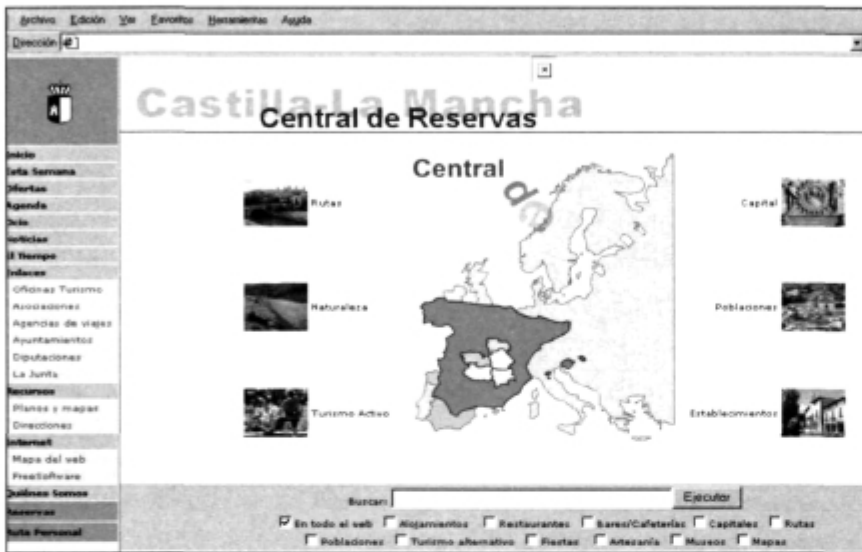 Archivo Edición Ver Favoritos Herramientas Ayuda
Dirección
Castilla-La Mancha
Central de Reservas
Central de
Inicio
Esta Semana
Ofertas
Agenda
Ocio
Noticias
El Tiempo
Enlaces
Oficinas Turismo
Asociaciones
Agencias de viajes
Ayuntamientos
Diputaciones
La Junta
Recursos
Planos y mapas
Direcciones
Internet
Mapa del web
FreeSoftware
Quiénes Somos
Reservas
Ruta Personal
Rutas
Naturaleza
Turismo Activo
Capital
Poblaciones
Establecimientos
Buscar: Ejecutar
En todo el web Alojamientos Restaurantes Bares/Cafeterías Capitales Rutas
Poblaciones Turismo alternativo Fiestas Artesanía Museos Mapas